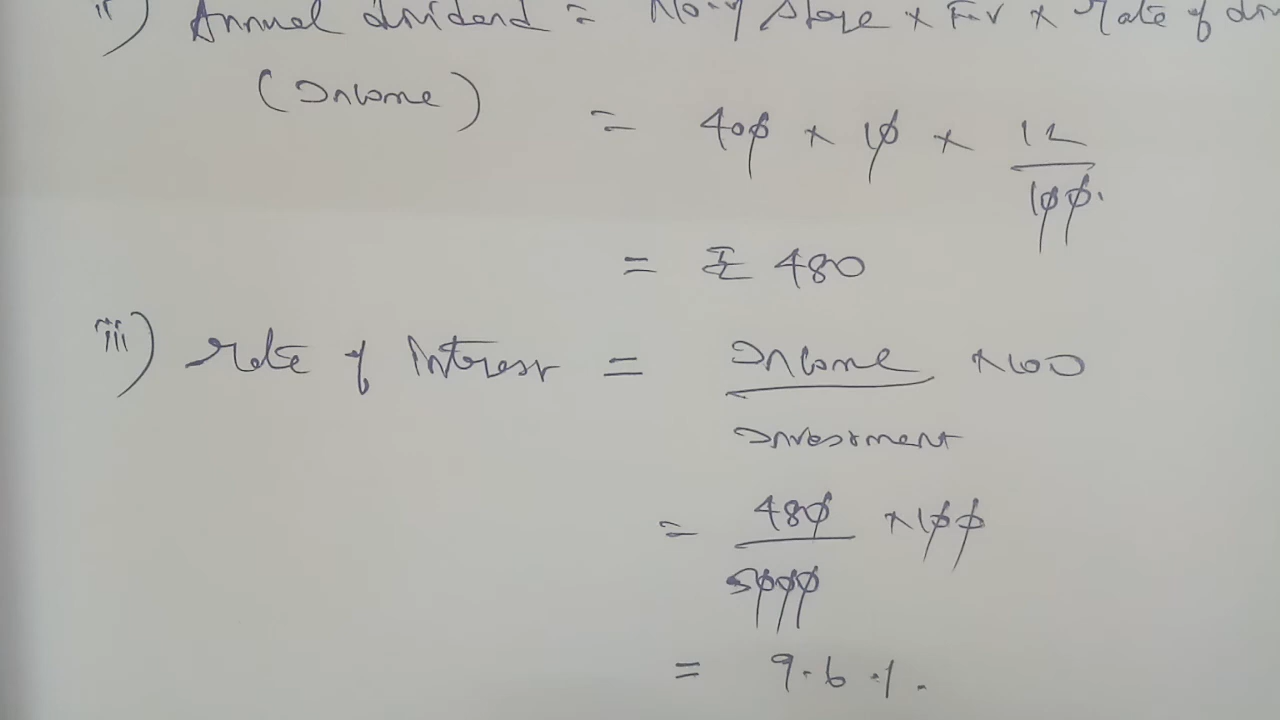 ii) Annual dividend = No. of share × F.V × rate of div
(Income) = 400 × 10 × 12/100
= ₹ 480
iii) rate of interest = Income/Investment × 100
= 480/5000 × 100
= 9.6 %.